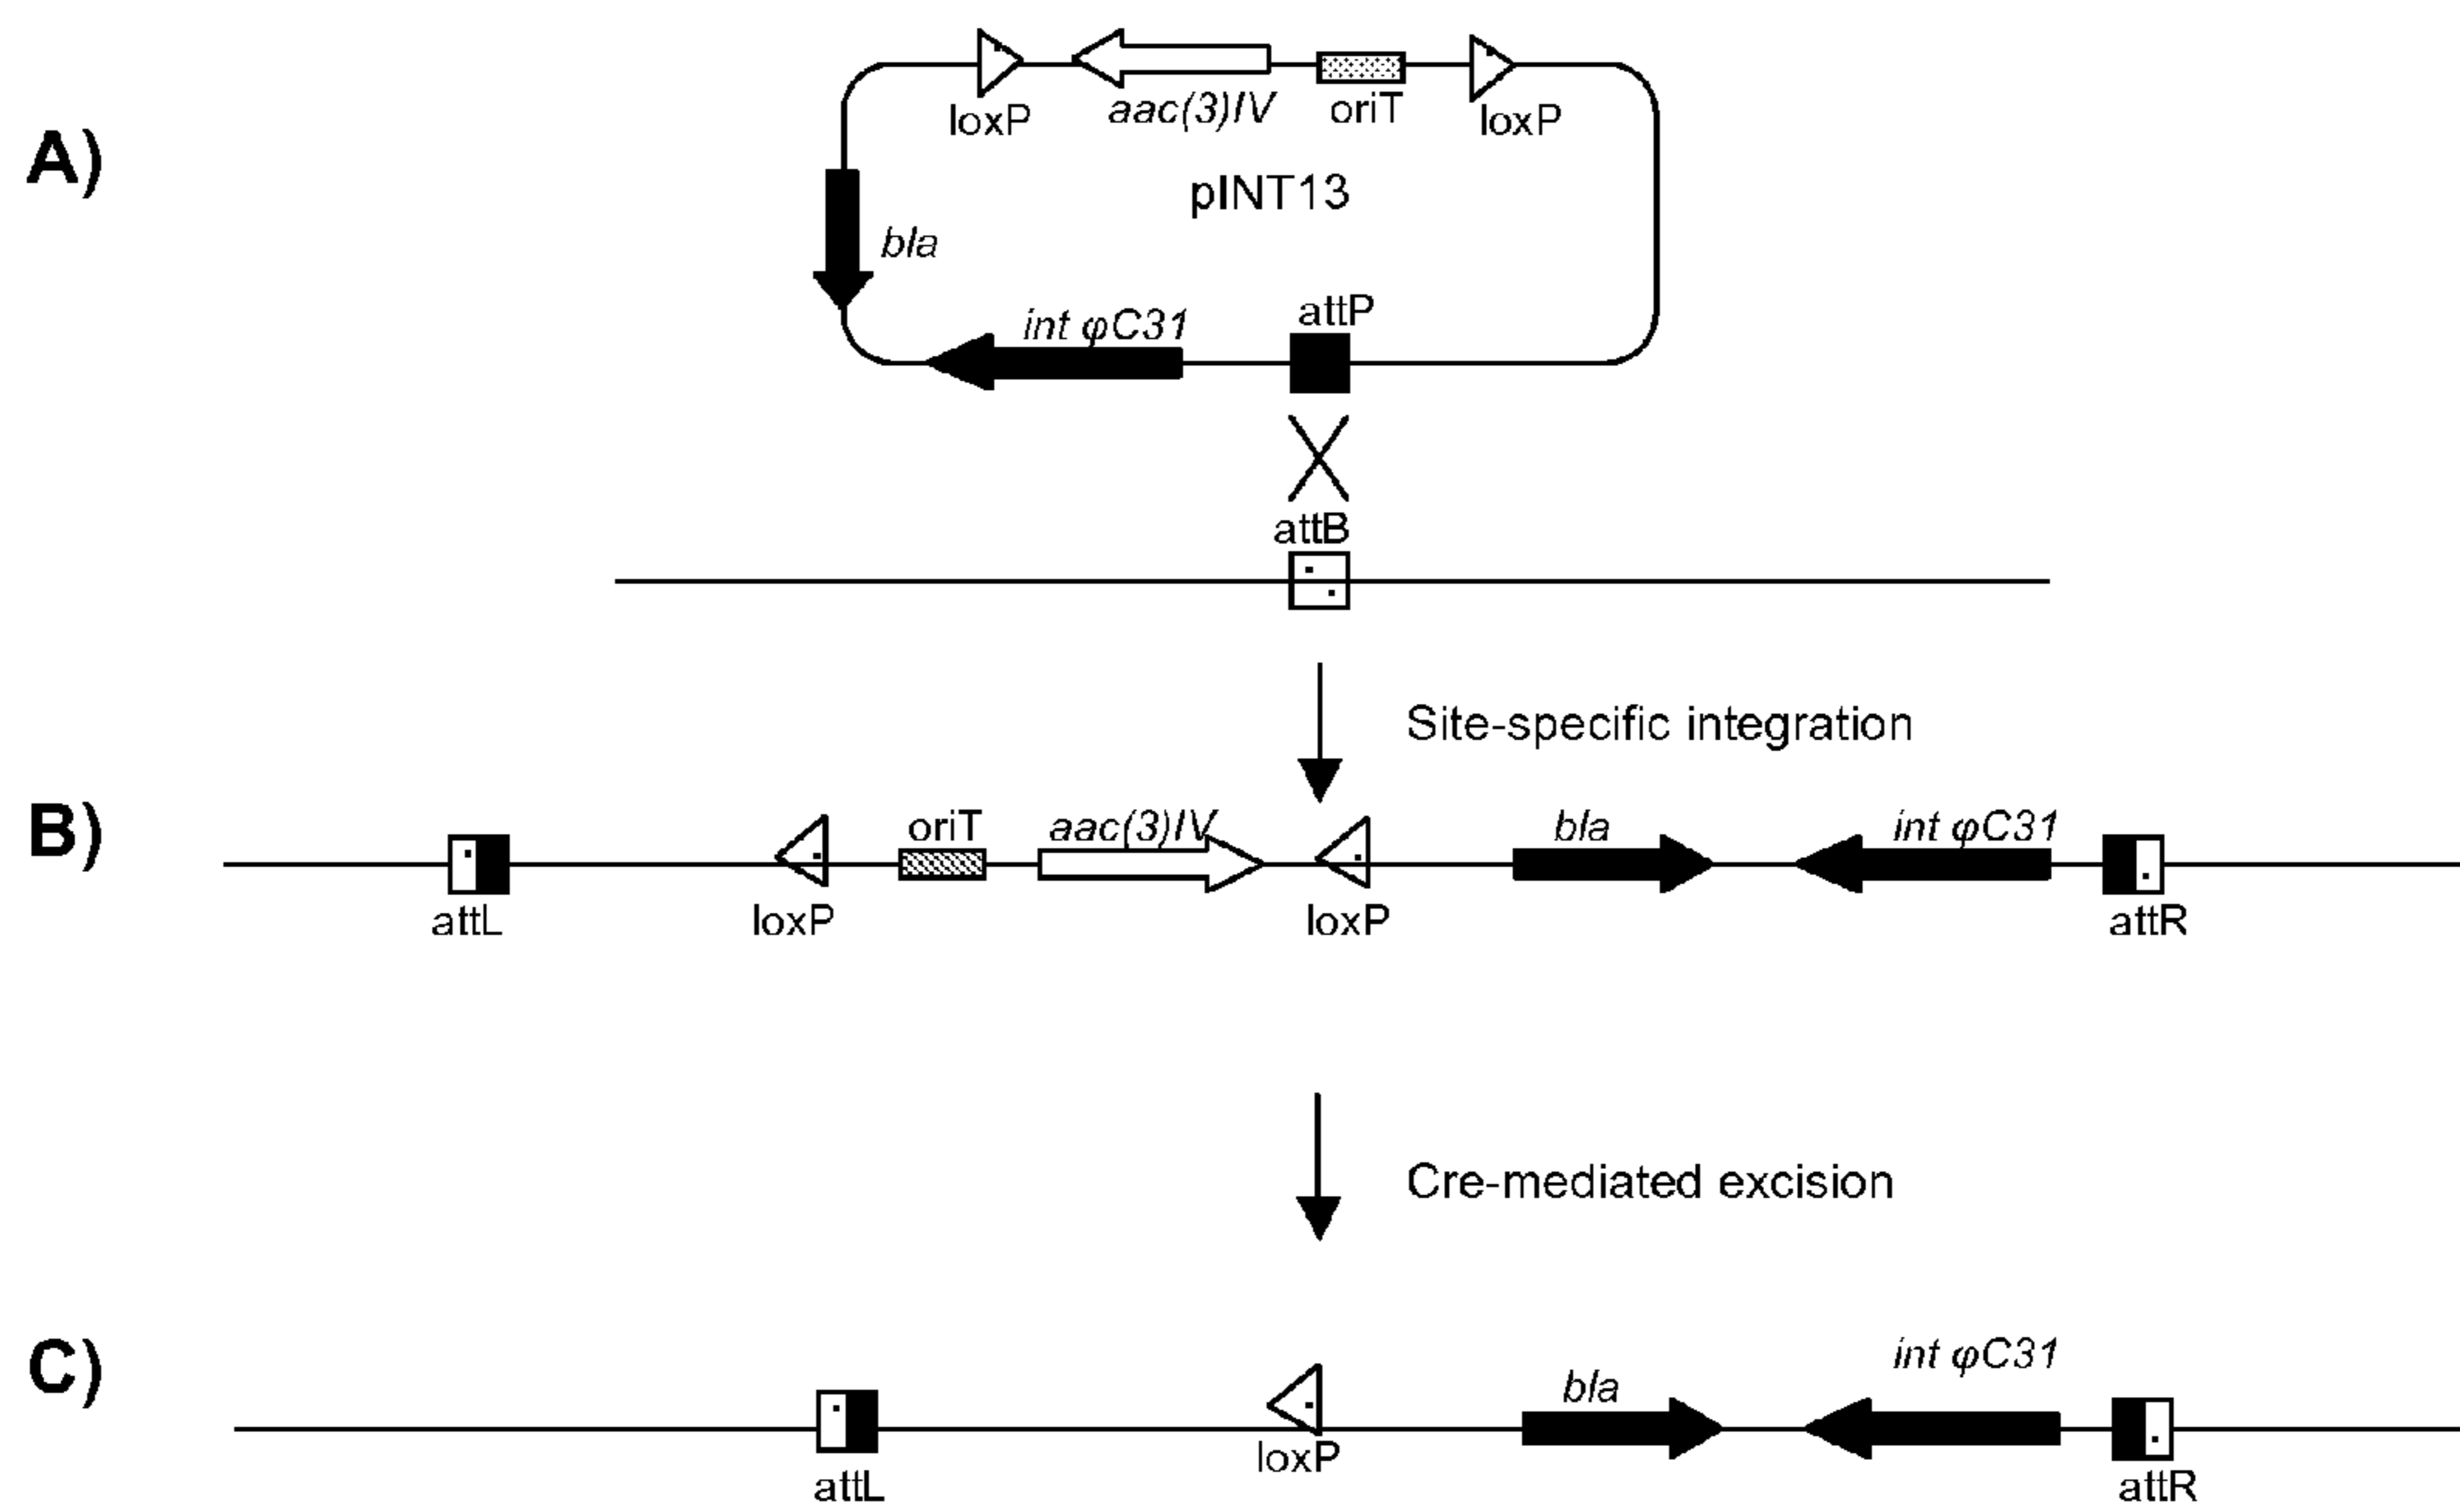 A)
loxP
aac(3)IV
oriT
loxP
pINT13
bla
int φC31
attP
attB
Site-specific integration
B)
oriT
aac(3)IV
bla
int φC31
attL
loxP
loxP
attR
Cre-mediated excision
C)
bla
int φC31
loxP
attL
attR